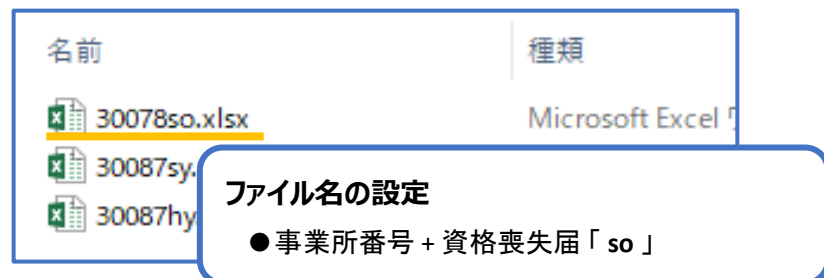 名前 種類
30078so.xlsx Microsoft Excel
30087sy.
30087hy
ファイル名の設定
●事業所番号 + 資格喪失届「 so 」